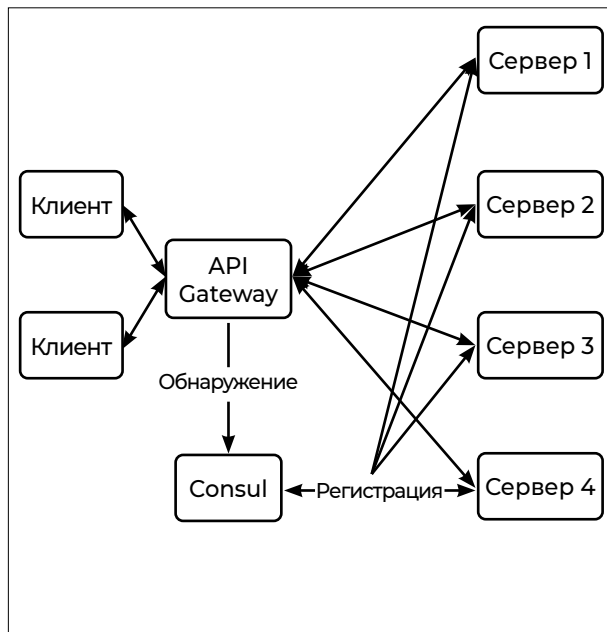 Сервер 1
Клиент
Сервер 2
API
Gateway
Клиент
Сервер 3
Обнаружение
Consul
Регистрация
Сервер 4